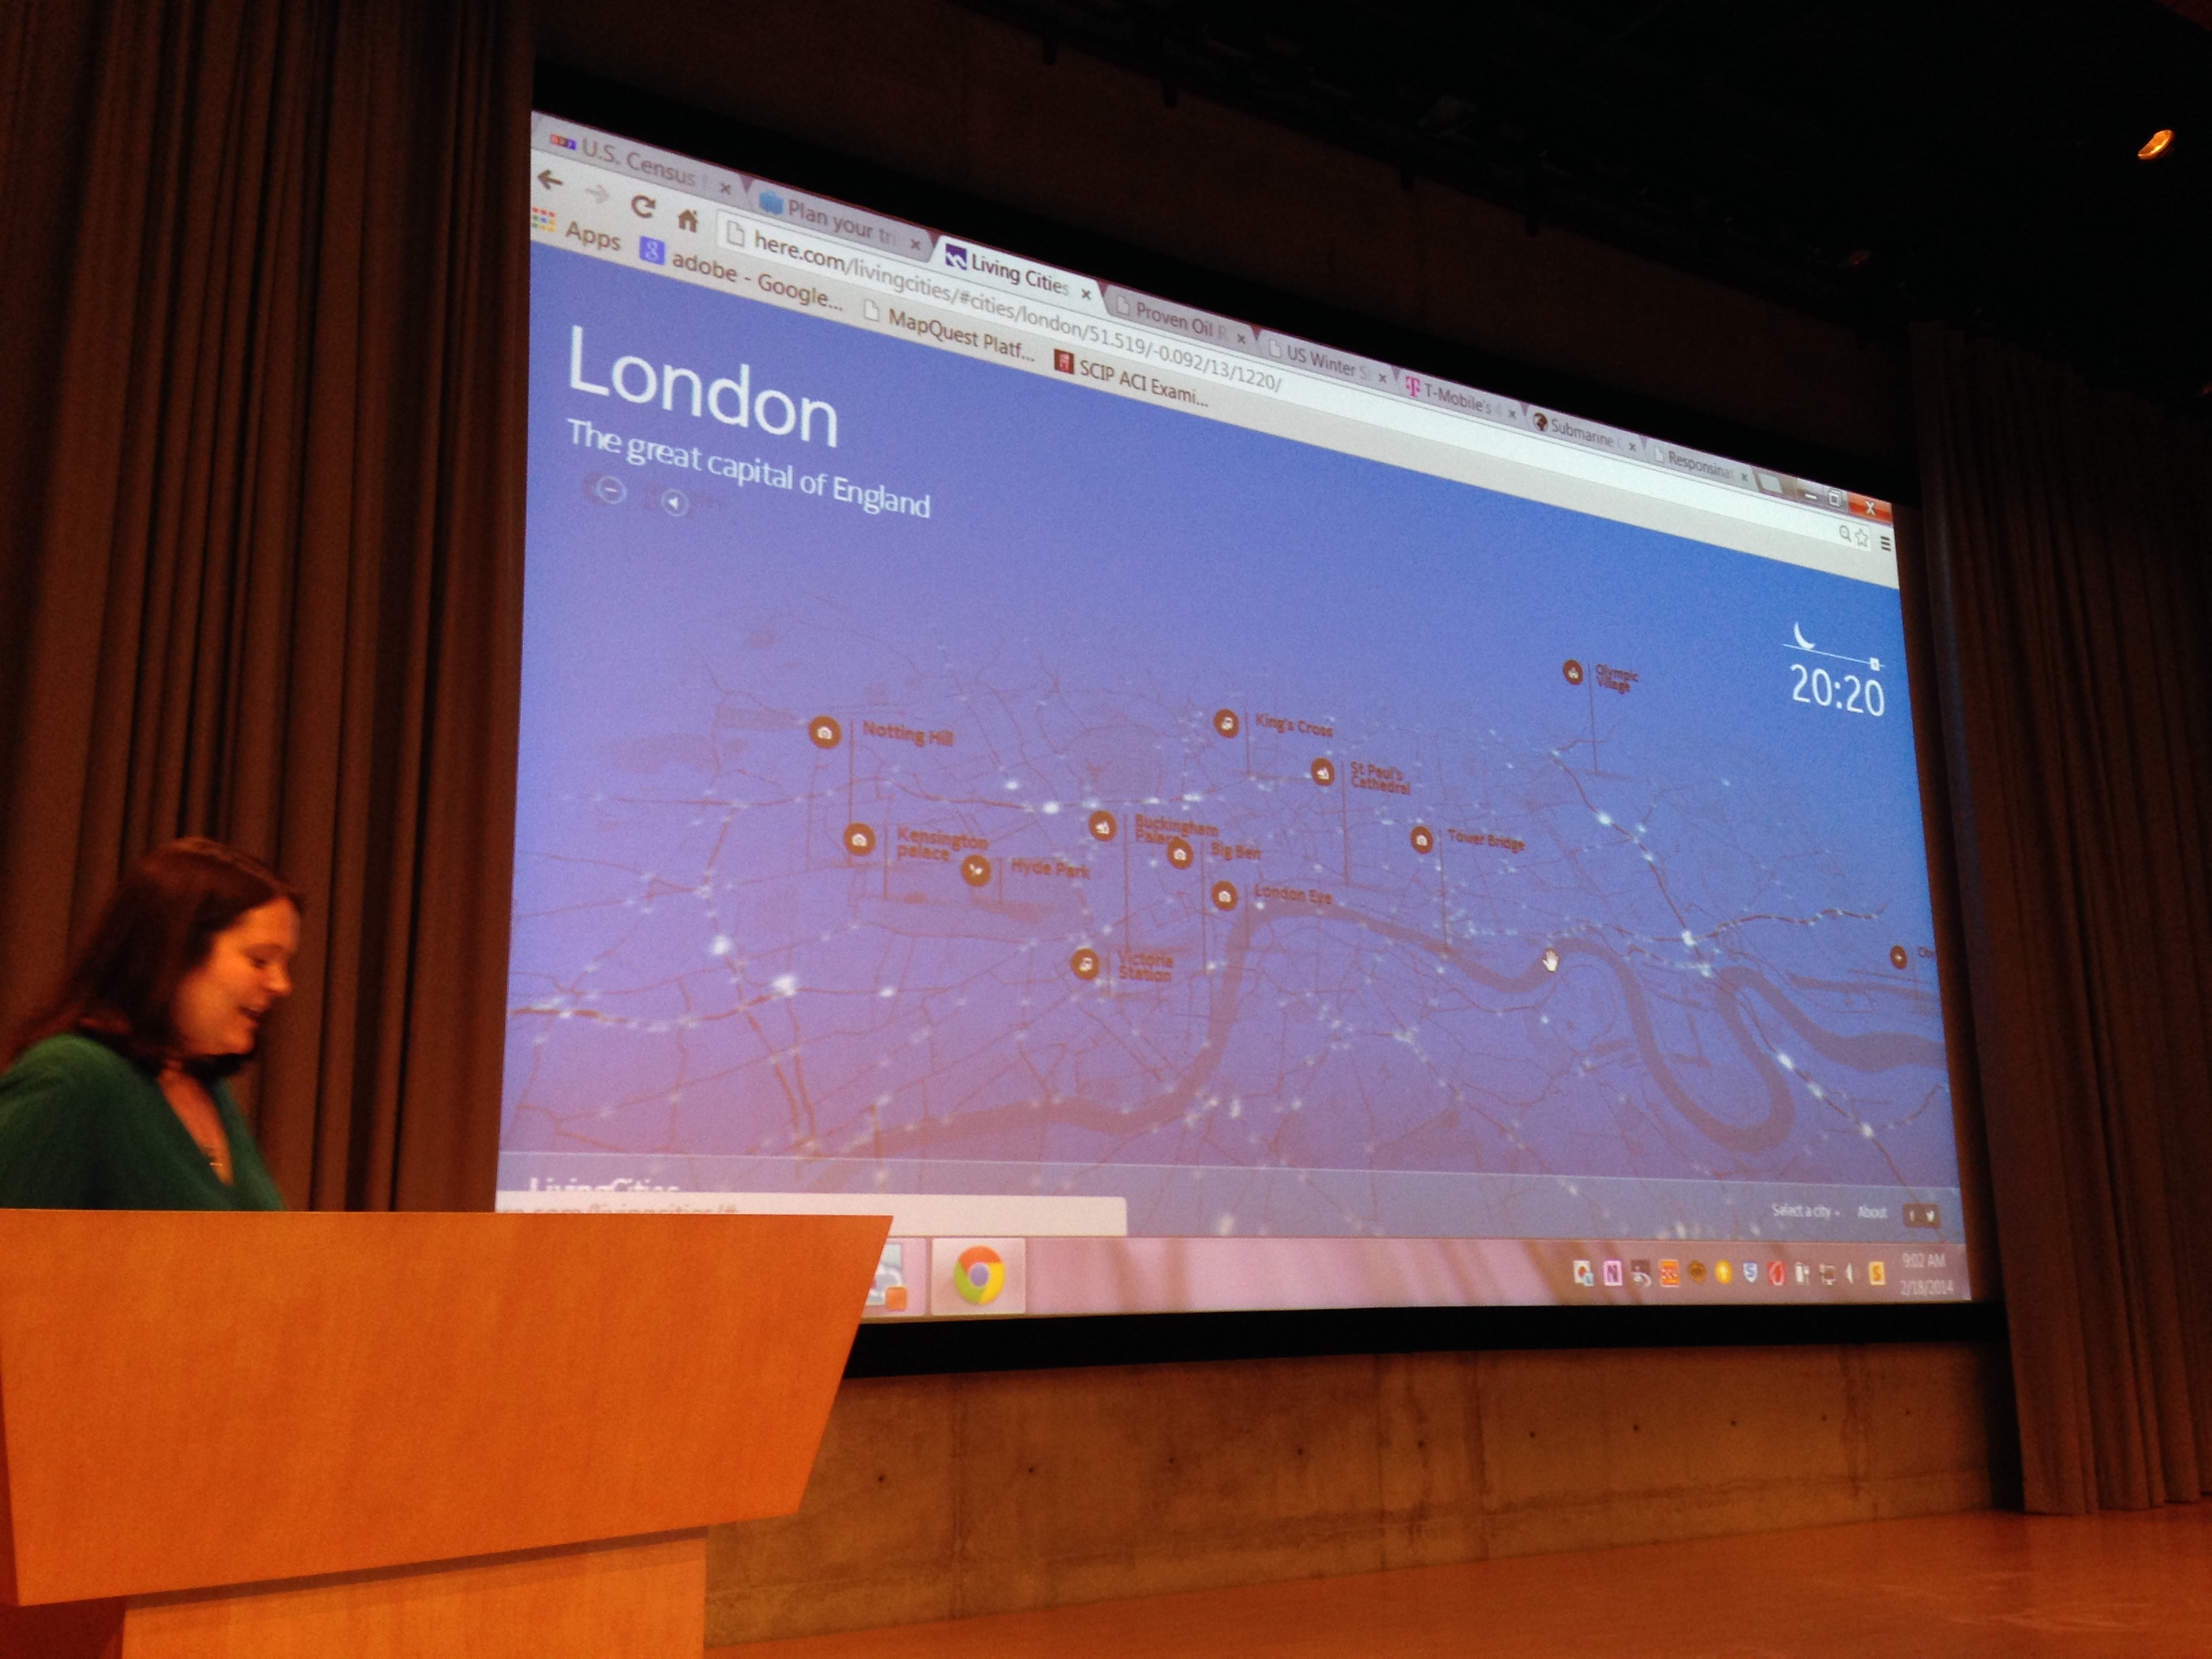 U.S. Census
Plan your tr
Living Cities
Proven Oil R
US Winter S
T-Mobile's 4
Submarine C
Responsina
here.com/livingcities/#cities/london/51.519/-0.092/13/1220/
Apps
adobe - Google...
MapQuest Platf...
SCIP ACI Exami...
London
The great capital of England
20:20
Olympic
Village
Notting Hill
King's Cross
St Paul's
Cathedral
Kensington
palace
Hyde Park
Buckingham
Palace
Big Ben
Tower Bridge
London Eye
Victoria
Station
LivingCities
Select a city
About
9:02 AM
2/18/2014